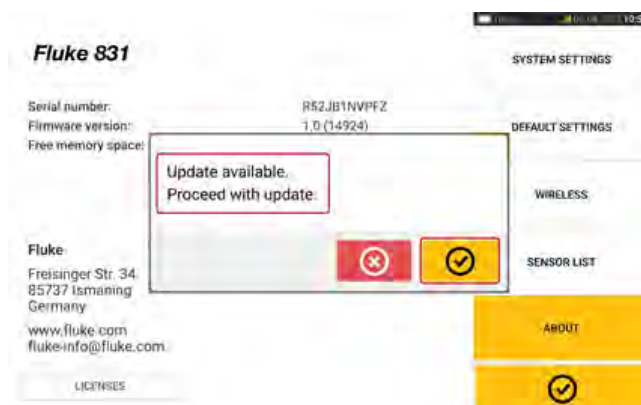 Fluke 831
SYSTEM SETTINGS
Serial number:
R52JB1NVPFZ
Firmware version:
1.0 (14924)
DEFAULT SETTINGS
Free memory space:
Update available.
Proceed with update.
WIRELESS
Fluke
SENSOR LIST
Freisinger Str. 34
85737 Ismaning
Germany
www.fluke.com
fluke-info@fluke.com
ABOUT
LICENSES